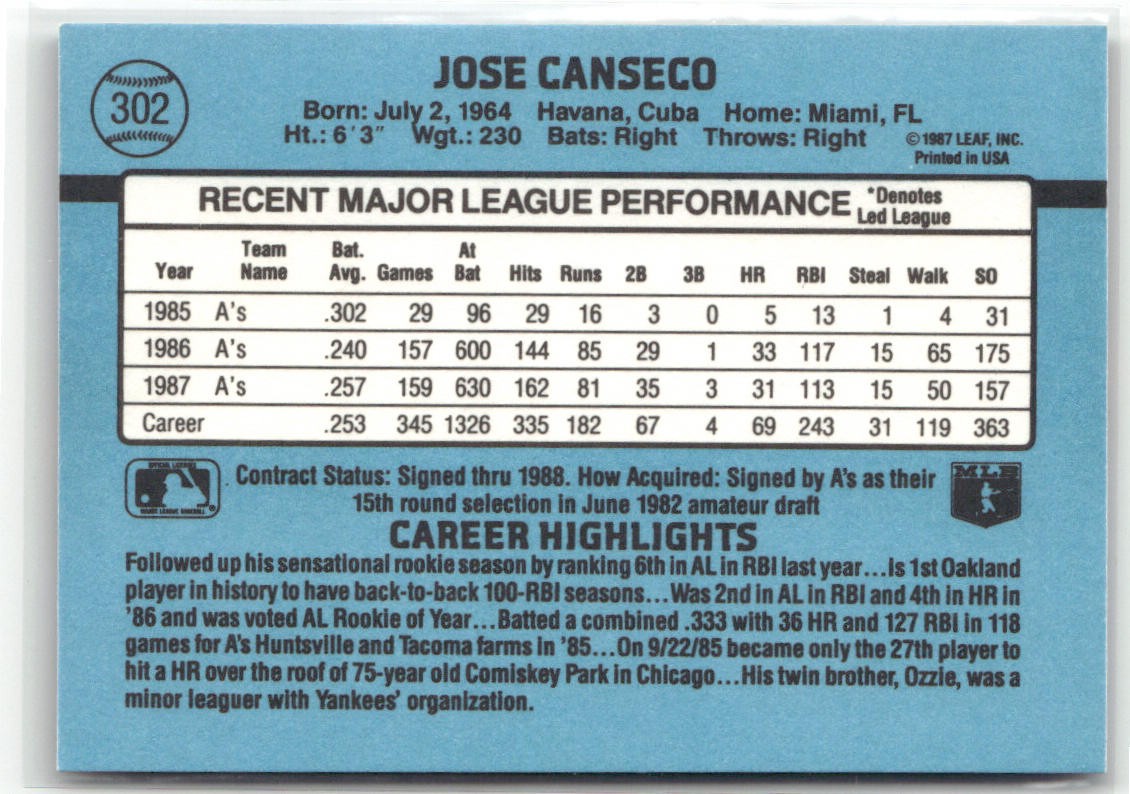 302
JOSE CANSECO
Born: July 2, 1964 Havana, Cuba Home: Miami, FL
Ht.: 6'3" Wgt.: 230 Bats: Right Throws: Right
©1987 LEAF, INC.
Printed in USA
RECENT MAJOR LEAGUE PERFORMANCE *Denotes Led League
Year Team Name Bat. Avg. Games At Bat Hits Runs 2B 3B HR RBI Steal Walk SO
1985 A's .302 29 96 29 16 3 0 5 13 1 4 31
1986 A's .240 157 600 144 85 29 1 33 117 15 65 175
1987 A's .257 159 630 162 81 35 3 31 113 15 50 157
Career .253 345 1326 335 182 67 4 69 243 31 119 363
OFFICIAL LICENSEE
MAJOR LEAGUE BASEBALL
MLB
Contract Status: Signed thru 1988. How Acquired: Signed by A's as their
15th round selection in June 1982 amateur draft
CAREER HIGHLIGHTS
Followed up his sensational rookie season by ranking 6th in AL in RBI last year...Is 1st Oakland
player in history to have back-to-back 100-RBI seasons...Was 2nd in AL in RBI and 4th in HR in
'86 and was voted AL Rookie of Year...Batted a combined .333 with 36 HR and 127 RBI in 118
games for A's Huntsville and Tacoma farms in '85...On 9/22/85 became only the 27th player to
hit a HR over the roof of 75-year old Comiskey Park in Chicago...His twin brother, Ozzie, was a
minor leaguer with Yankees' organization.